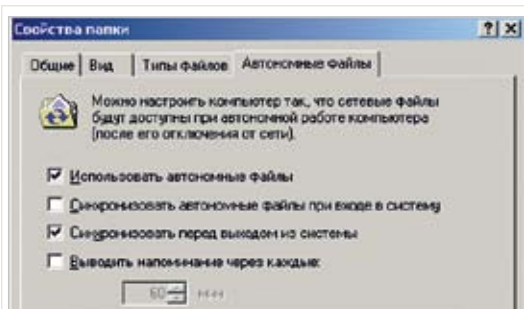 Свойства папки
Общие Вид Типы файлов Автономные файлы
Можно настроить компьютер так, что сетевые файлы
будут доступны при автономной работе компьютера
(после его отключения от сети).
Использовать автономные файлы
Синхронизовать автономные файлы при входе в систему
Синхронизовать перед выходом из системы
Выводить напоминание через каждые:
60 мин